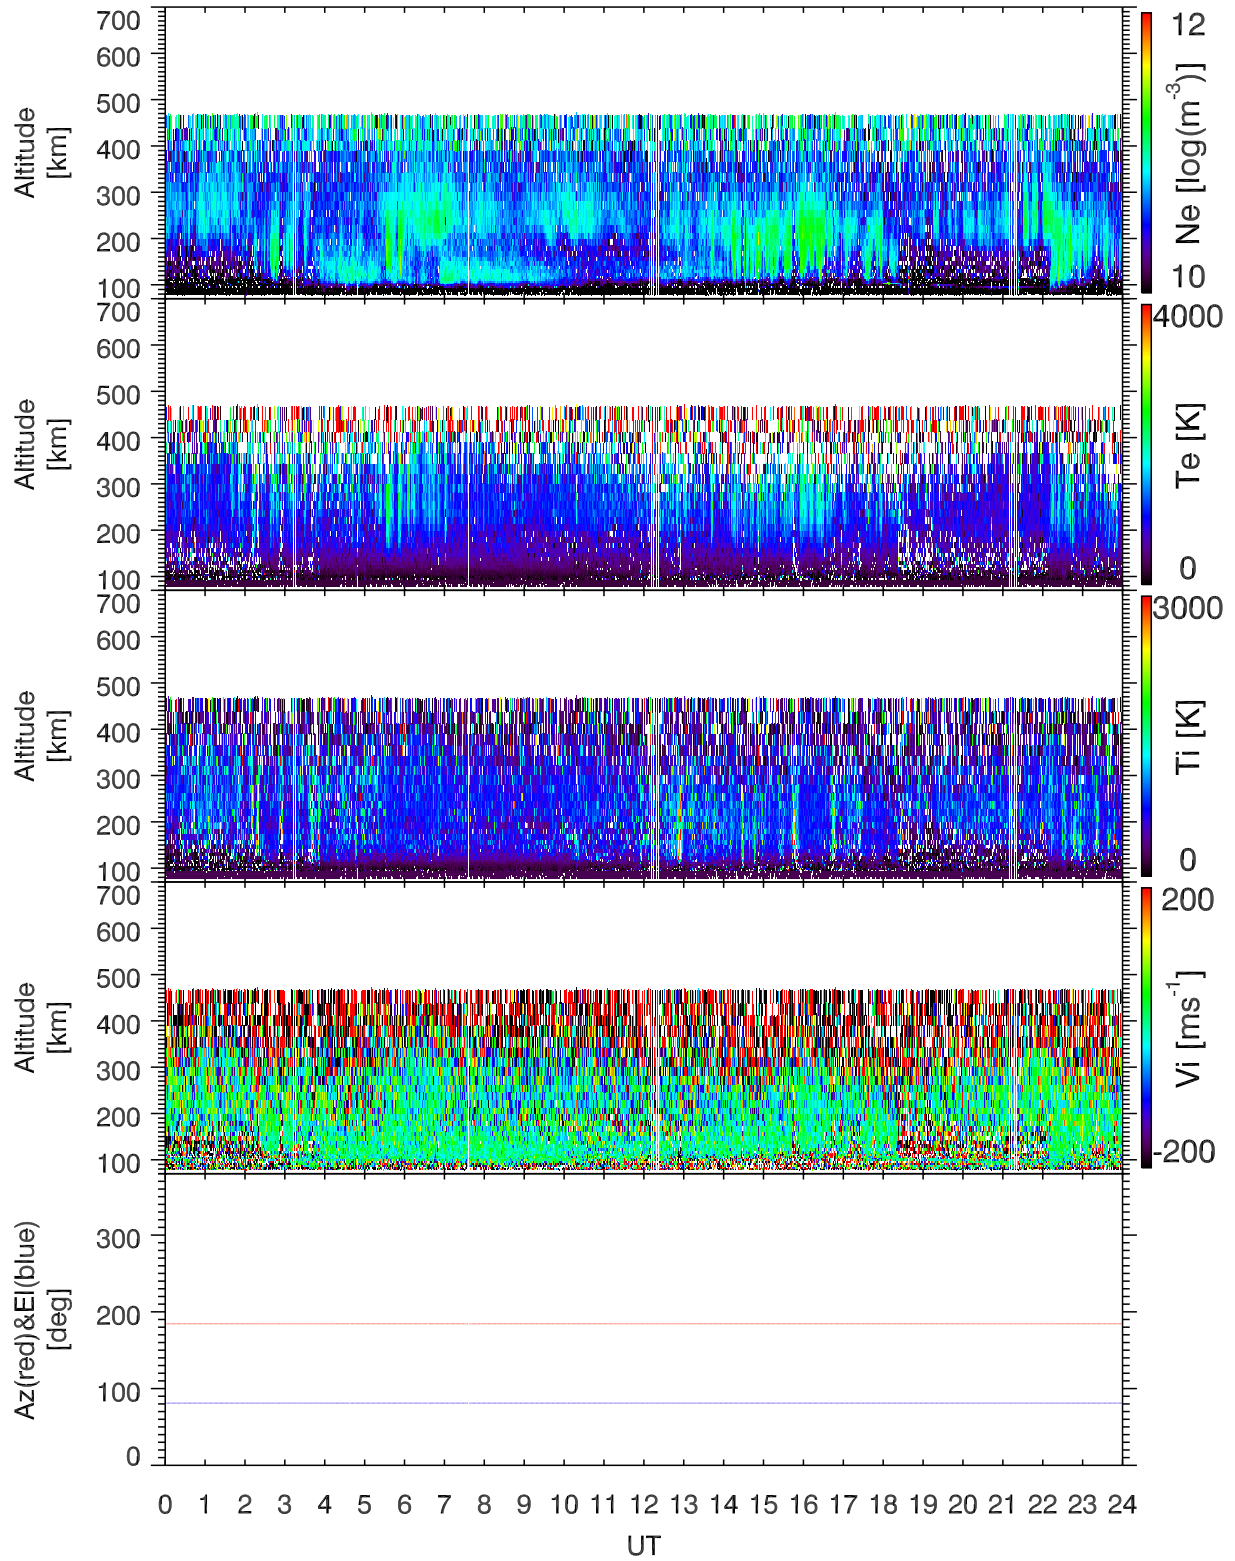 700
600
500
400
300
200
100
Altitude
[km]
12
10
Ne [log(m⁻³)]
700
600
500
400
300
200
100
Altitude
[km]
4000
0
Te [K]
700
600
500
400
300
200
100
Altitude
[km]
3000
0
Ti [K]
700
600
500
400
300
200
100
Altitude
[km]
200
-200
Vi [ms⁻¹]
300
200
100
0
Az(red)&El(blue)
[deg]
0 1 2 3 4 5 6 7 8 9 10 11 12 13 14 15 16 17 18 19 20 21 22 23 24
UT